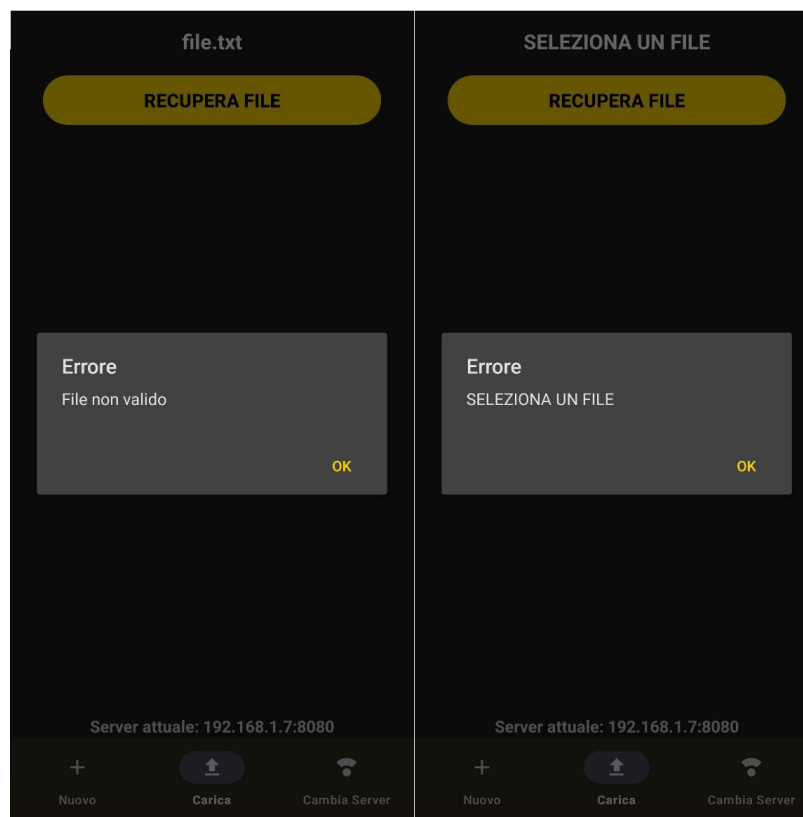 file.txt
RECUPERA FILE
Errore
File non valido
OK
Server attuale: 192.168.1.7:8080
Nuovo
Carica
Cambia Server
SELEZIONA UN FILE
RECUPERA FILE
Errore
SELEZIONA UN FILE
OK
Server attuale: 192.168.1.7:8080
Nuovo
Carica
Cambia Server